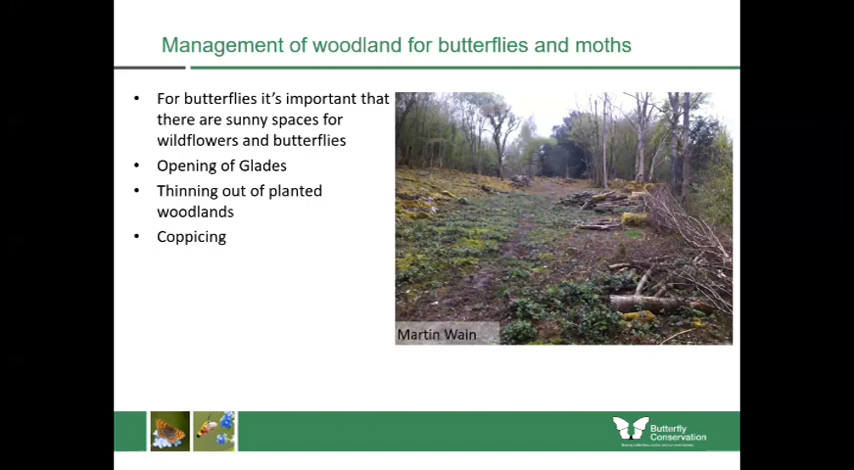 Management of woodland for butterflies and moths
• For butterflies it's important that
there are sunny spaces for
wildflowers and butterflies
• Opening of Glades
• Thinning out of planted
woodlands
• Coppicing
Martin Wain
Butterfly
Conservation